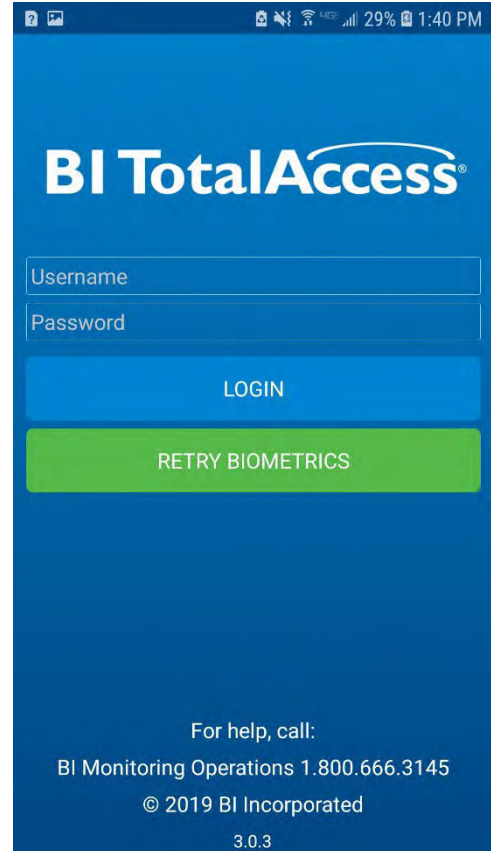 29% 1:40 PM
BI TotalAccess®
Username
Password
LOGIN
RETRY BIOMETRICS
For help, call:
BI Monitoring Operations 1.800.666.3145
© 2019 BI Incorporated
3.0.3